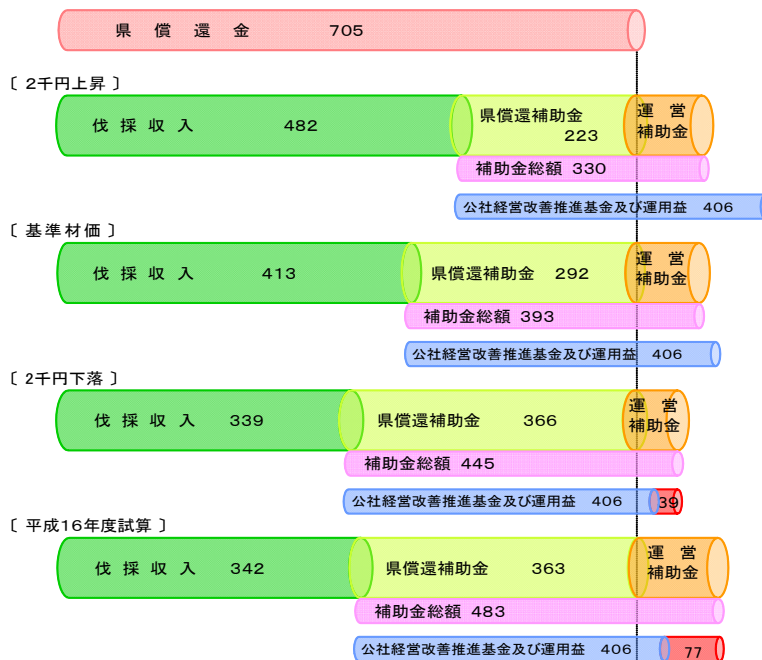 県 償 還 金 705
〔 2千円上昇 〕
伐 採 収 入 482
県償還補助金
223
運 営
補助金
補助金総額 330
公社経営改善推進基金及び運用益 406
〔 基準材価 〕
伐 採 収 入 413
県償還補助金 292
運 営
補助金
補助金総額 393
公社経営改善推進基金及び運用益 406
〔 2千円下落 〕
伐 採 収 入 339
県償還補助金 366
運 営
補助金
補助金総額 445
公社経営改善推進基金及び運用益 406
39
〔 平成16年度試算 〕
伐 採 収 入 342
県償還補助金 363
運 営
補助金
補助金総額 483
公社経営改善推進基金及び運用益 406
77